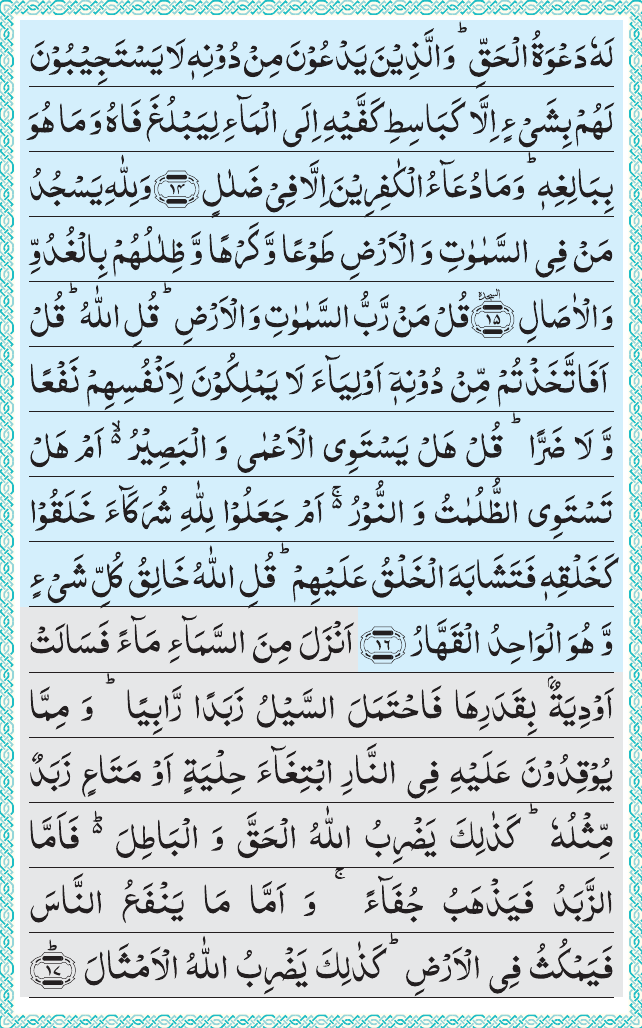 لَهٗ دَعْوَةُ الْحَقِّ ؕ وَالَّذِيْنَ يَدْعُوْنَ مِنْ دُوْنِهٖ لَا يَسْتَجِيْبُوْنَ
لَهُمْ بِشَىْءٍ اِلَّا كَبَاسِطِ كَفَّيْهِ اِلَى الْمَآءِ لِيَبْلُغَ فَاهُ وَ مَا هُوَ
بِبَالِغِهٖ ؕ وَمَا دُعَآءُ الْكٰفِرِيْنَ اِلَّا فِىْ ضَلٰلٍ ﴿۱۴﴾ وَلِلّٰهِ يَسْجُدُ
مَنْ فِى السَّمٰوٰتِ وَ الْاَرْضِ طَوْعًا وَّ كَرْهًا وَّ ظِلٰلُهُمْ بِالْغُدُوِّ
وَ الْاٰصَالِ ﴿۱۵﴾ السجدة قُلْ مَنْ رَّبُّ السَّمٰوٰتِ وَ الْاَرْضِ ؕ قُلِ اللّٰهُ ؕ قُلْ
اَفَاتَّخَذْتُمْ مِّنْ دُوْنِهٖۤ اَوْلِيَآءَ لَا يَمْلِكُوْنَ لِاَنْفُسِهِمْ نَفْعًا
وَّ لَا ضَرًّا ؕ قُلْ هَلْ يَسْتَوِى الْاَعْمٰى وَ الْبَصِيْرُ ۙ۬ اَمْ هَلْ
تَسْتَوِى الظُّلُمٰتُ وَ النُّوْرُ ۚ۬ اَمْ جَعَلُوْا لِلّٰهِ شُرَكَآءَ خَلَقُوْا
كَخَلْقِهٖ فَتَشَابَهَ الْخَلْقُ عَلَيْهِمْ ؕ قُلِ اللّٰهُ خَالِقُ كُلِّ شَىْءٍ
وَّ هُوَ الْوَاحِدُ الْقَهَّارُ ﴿۱۶﴾ اَنْزَلَ مِنَ السَّمَآءِ مَآءً فَسَالَتْ
اَوْدِيَةٌۢ بِقَدَرِهَا فَاحْتَمَلَ السَّيْلُ زَبَدًا رَّابِيًا ؕ وَ مِمَّا
يُوْقِدُوْنَ عَلَيْهِ فِى النَّارِ ابْتِغَآءَ حِلْيَةٍ اَوْ مَتَاعٍ زَبَدٌ
مِّثْلُهٗ ؕ كَذٰلِكَ يَضْرِبُ اللّٰهُ الْحَقَّ وَ الْبَاطِلَ ۬ؕ فَاَمَّا
الزَّبَدُ فَيَذْهَبُ جُفَآءً ۚ وَ اَمَّا مَا يَنْفَعُ النَّاسَ
فَيَمْكُثُ فِى الْاَرْضِ ؕ كَذٰلِكَ يَضْرِبُ اللّٰهُ الْاَمْثَالَ ﴿ؕ۱۷﴾